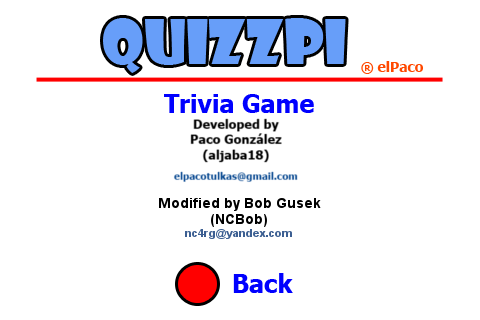 QUIZZPI ® elPaco
Trivia Game
Developed by
Paco González
(aljaba18)
elpacotulkas@gmail.com
Modified by Bob Gusek
(NCBob)
nc4rg@yandex.com
Back